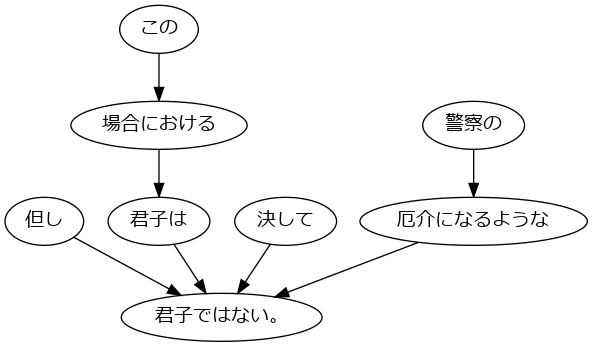 この
場合における
警察の
但し
君子は
決して
厄介になるような
君子ではない。